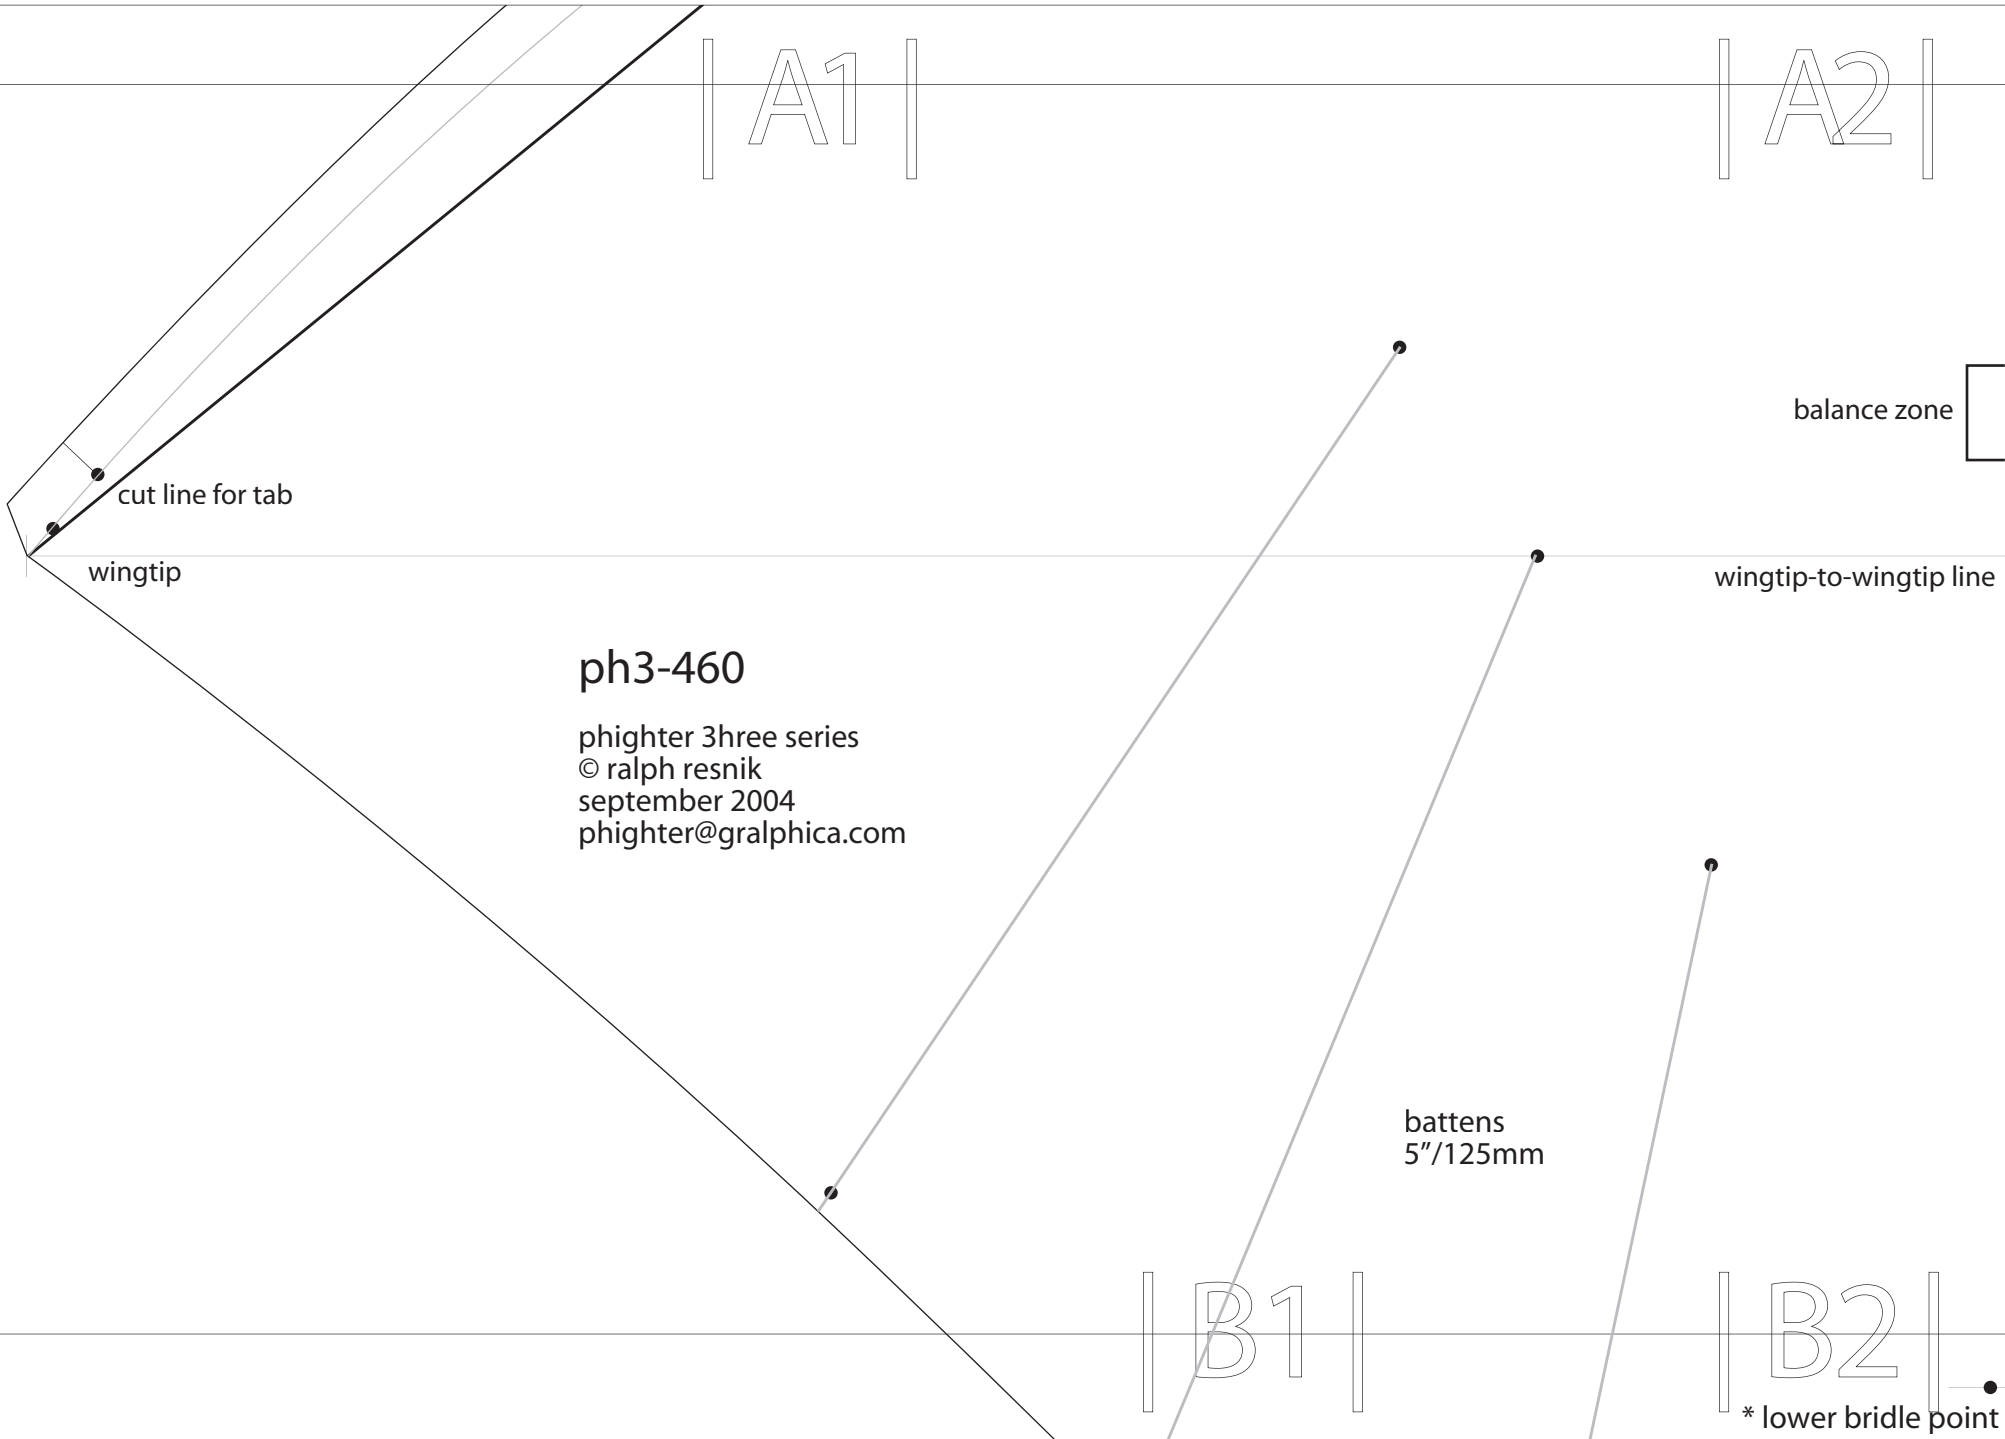 | A1 |
| A2 |
balance zone
cut line for tab
wingtip
wingtip-to-wingtip line
ph3-460
phighter 3hree series
© ralph resnik
september 2004
phighter@gralphica.com
battens
5"/125mm
| B1 |
| B2 |
* lower bridle point